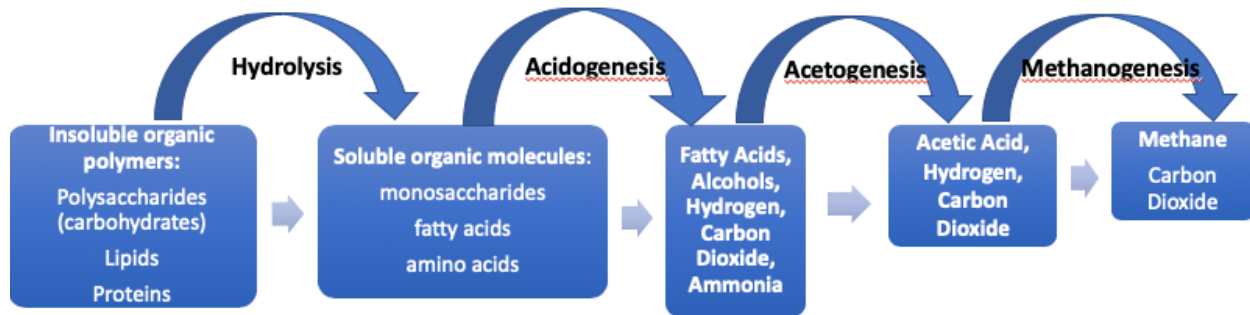 Hydrolysis
Acidogenesis
Acetogenesis
Methanogenesis
Insoluble organic
polymers:
Polysaccharides
(carbohydrates)
Lipids
Proteins
Soluble organic molecules:
monosaccharides
fatty acids
amino acids
Fatty Acids,
Alcohols,
Hydrogen,
Carbon
Dioxide,
Ammonia
Acetic Acid,
Hydrogen,
Carbon
Dioxide
Methane
Carbon
Dioxide